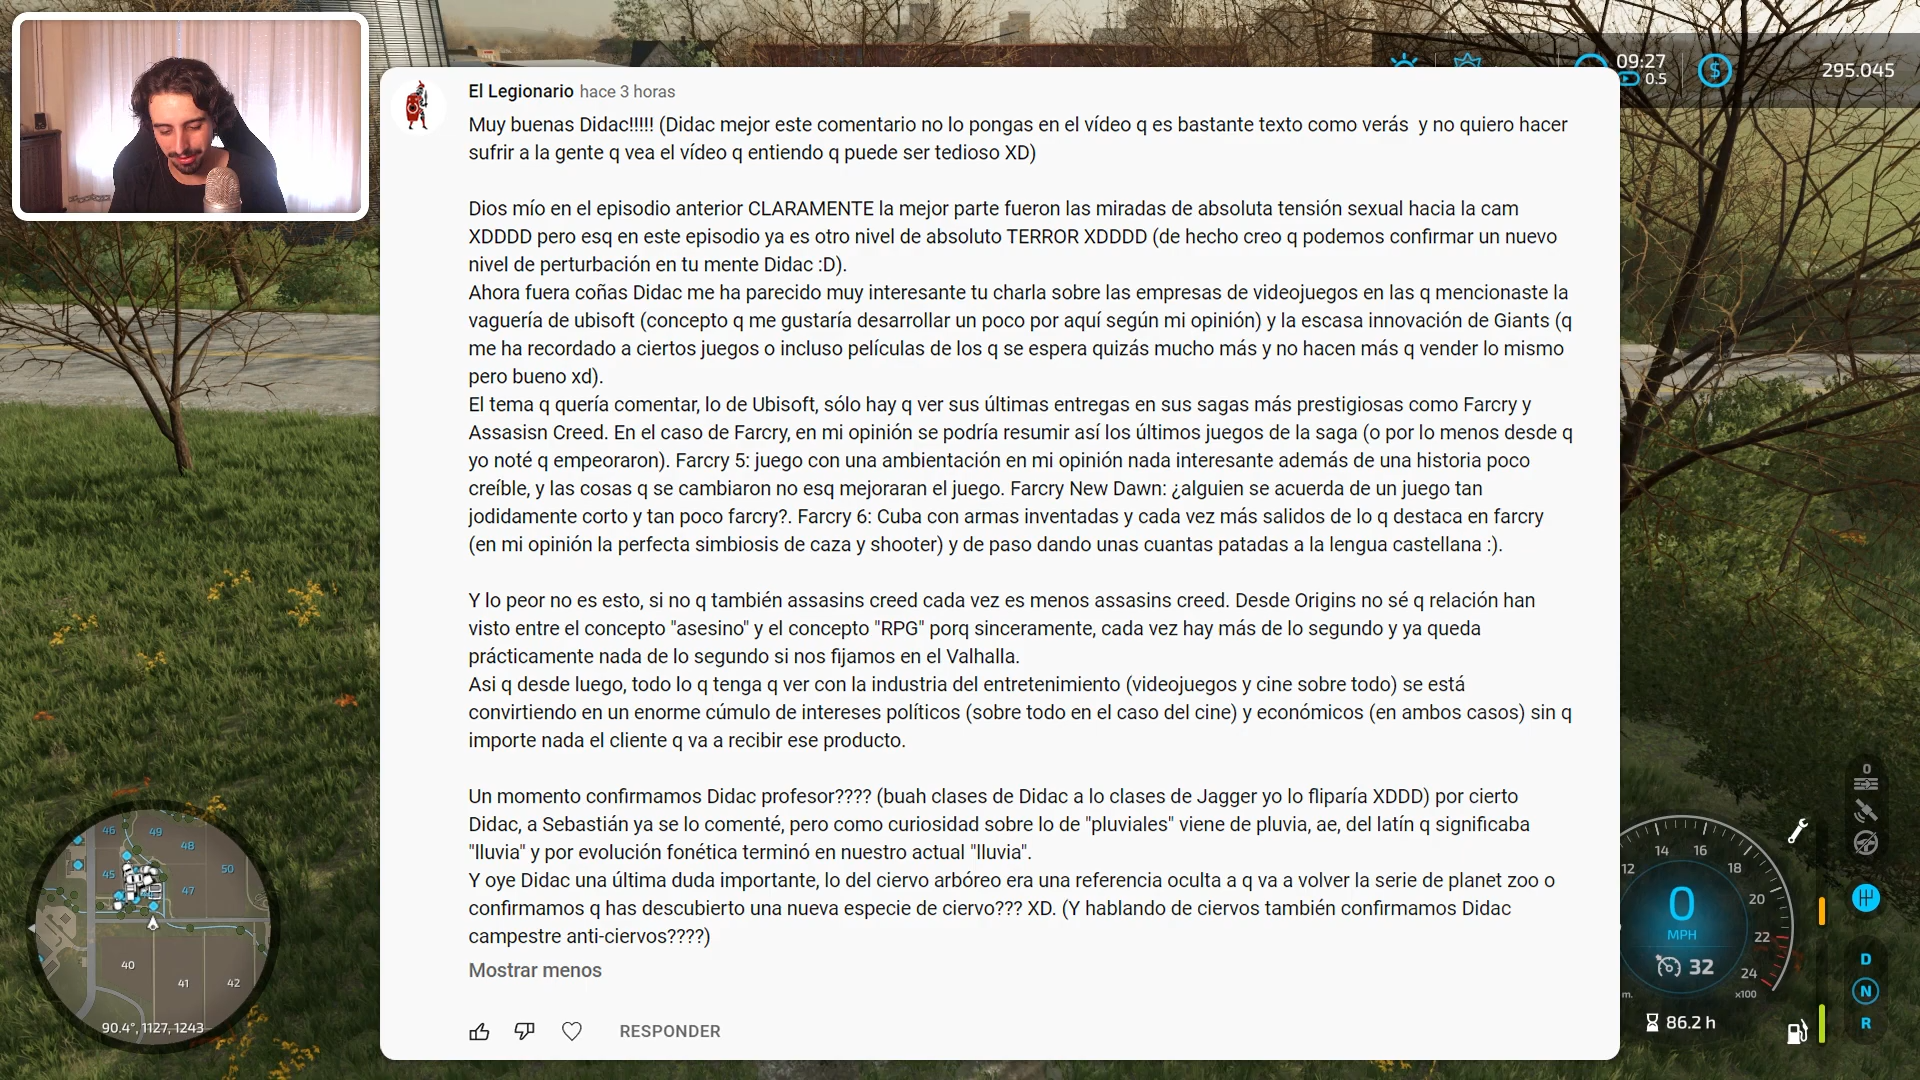 09:27
0.5
295.045
El Legionario hace 3 horas
Muy buenas Didac!!!!! (Didac mejor este comentario no lo pongas en el vídeo q es bastante texto como verás y no quiero hacer
sufrir a la gente q vea el vídeo q entiendo q puede ser tedioso XD)
Dios mío en el episodio anterior CLARAMENTE la mejor parte fueron las miradas de absoluta tensión sexual hacia la cam
XDDDD pero esq en este episodio ya es otro nivel de absoluto TERROR XDDDD (de hecho creo q podemos confirmar un nuevo
nivel de perturbación en tu mente Didac :D).
Ahora fuera coñas Didac me ha parecido muy interesante tu charla sobre las empresas de videojuegos en las q mencionaste la
vaguería de ubisoft (concepto q me gustaría desarrollar un poco por aquí según mi opinión) y la escasa innovación de Giants (q
me ha recordado a ciertos juegos o incluso películas de los q se espera quizás mucho más y no hacen más q vender lo mismo
pero bueno xd).
El tema q quería comentar, lo de Ubisoft, sólo hay q ver sus últimas entregas en sus sagas más prestigiosas como Farcry y
Assasisn Creed. En el caso de Farcry, en mi opinión se podría resumir así los últimos juegos de la saga (o por lo menos desde q
yo noté q empeoraron). Farcry 5: juego con una ambientación en mi opinión nada interesante además de una historia poco
creíble, y las cosas q se cambiaron no esq mejoraran el juego. Farcry New Dawn: ¿alguien se acuerda de un juego tan
jodidamente corto y tan poco farcry?. Farcry 6: Cuba con armas inventadas y cada vez más salidos de lo q destaca en farcry
(en mi opinión la perfecta simbiosis de caza y shooter) y de paso dando unas cuantas patadas a la lengua castellana :).
Y lo peor no es esto, si no q también assasins creed cada vez es menos assasins creed. Desde Origins no sé q relación han
visto entre el concepto "asesino" y el concepto "RPG" porq sinceramente, cada vez hay más de lo segundo y ya queda
prácticamente nada de lo segundo si nos fijamos en el Valhalla.
Asi q desde luego, todo lo q tenga q ver con la industria del entretenimiento (videojuegos y cine sobre todo) se está
convirtiendo en un enorme cúmulo de intereses políticos (sobre todo en el caso del cine) y económicos (en ambos casos) sin q
importe nada el cliente q va a recibir ese producto.
Un momento confirmamos Didac profesor???? (buah clases de Didac a lo clases de Jagger yo lo fliparía XDDD) por cierto
Didac, a Sebastián ya se lo comenté, pero como curiosidad sobre lo de "pluviales" viene de pluvia, ae, del latín q significaba
"lluvia" y por evolución fonética terminó en nuestro actual "lluvia".
Y oye Didac una última duda importante, lo del ciervo arbóreo era una referencia oculta a q va a volver la serie de planet zoo o
confirmamos q has descubierto una nueva especie de ciervo??? XD. (Y hablando de ciervos también confirmamos Didac
campestre anti-ciervos????)
Mostrar menos
RESPONDER
46 49
48
45 50
47
40
41 42
90.4°, 1127, 1243
0
12 14 16 18
20
22
24
x100
0
MPH
32
m.
86.2 h
D
N
R